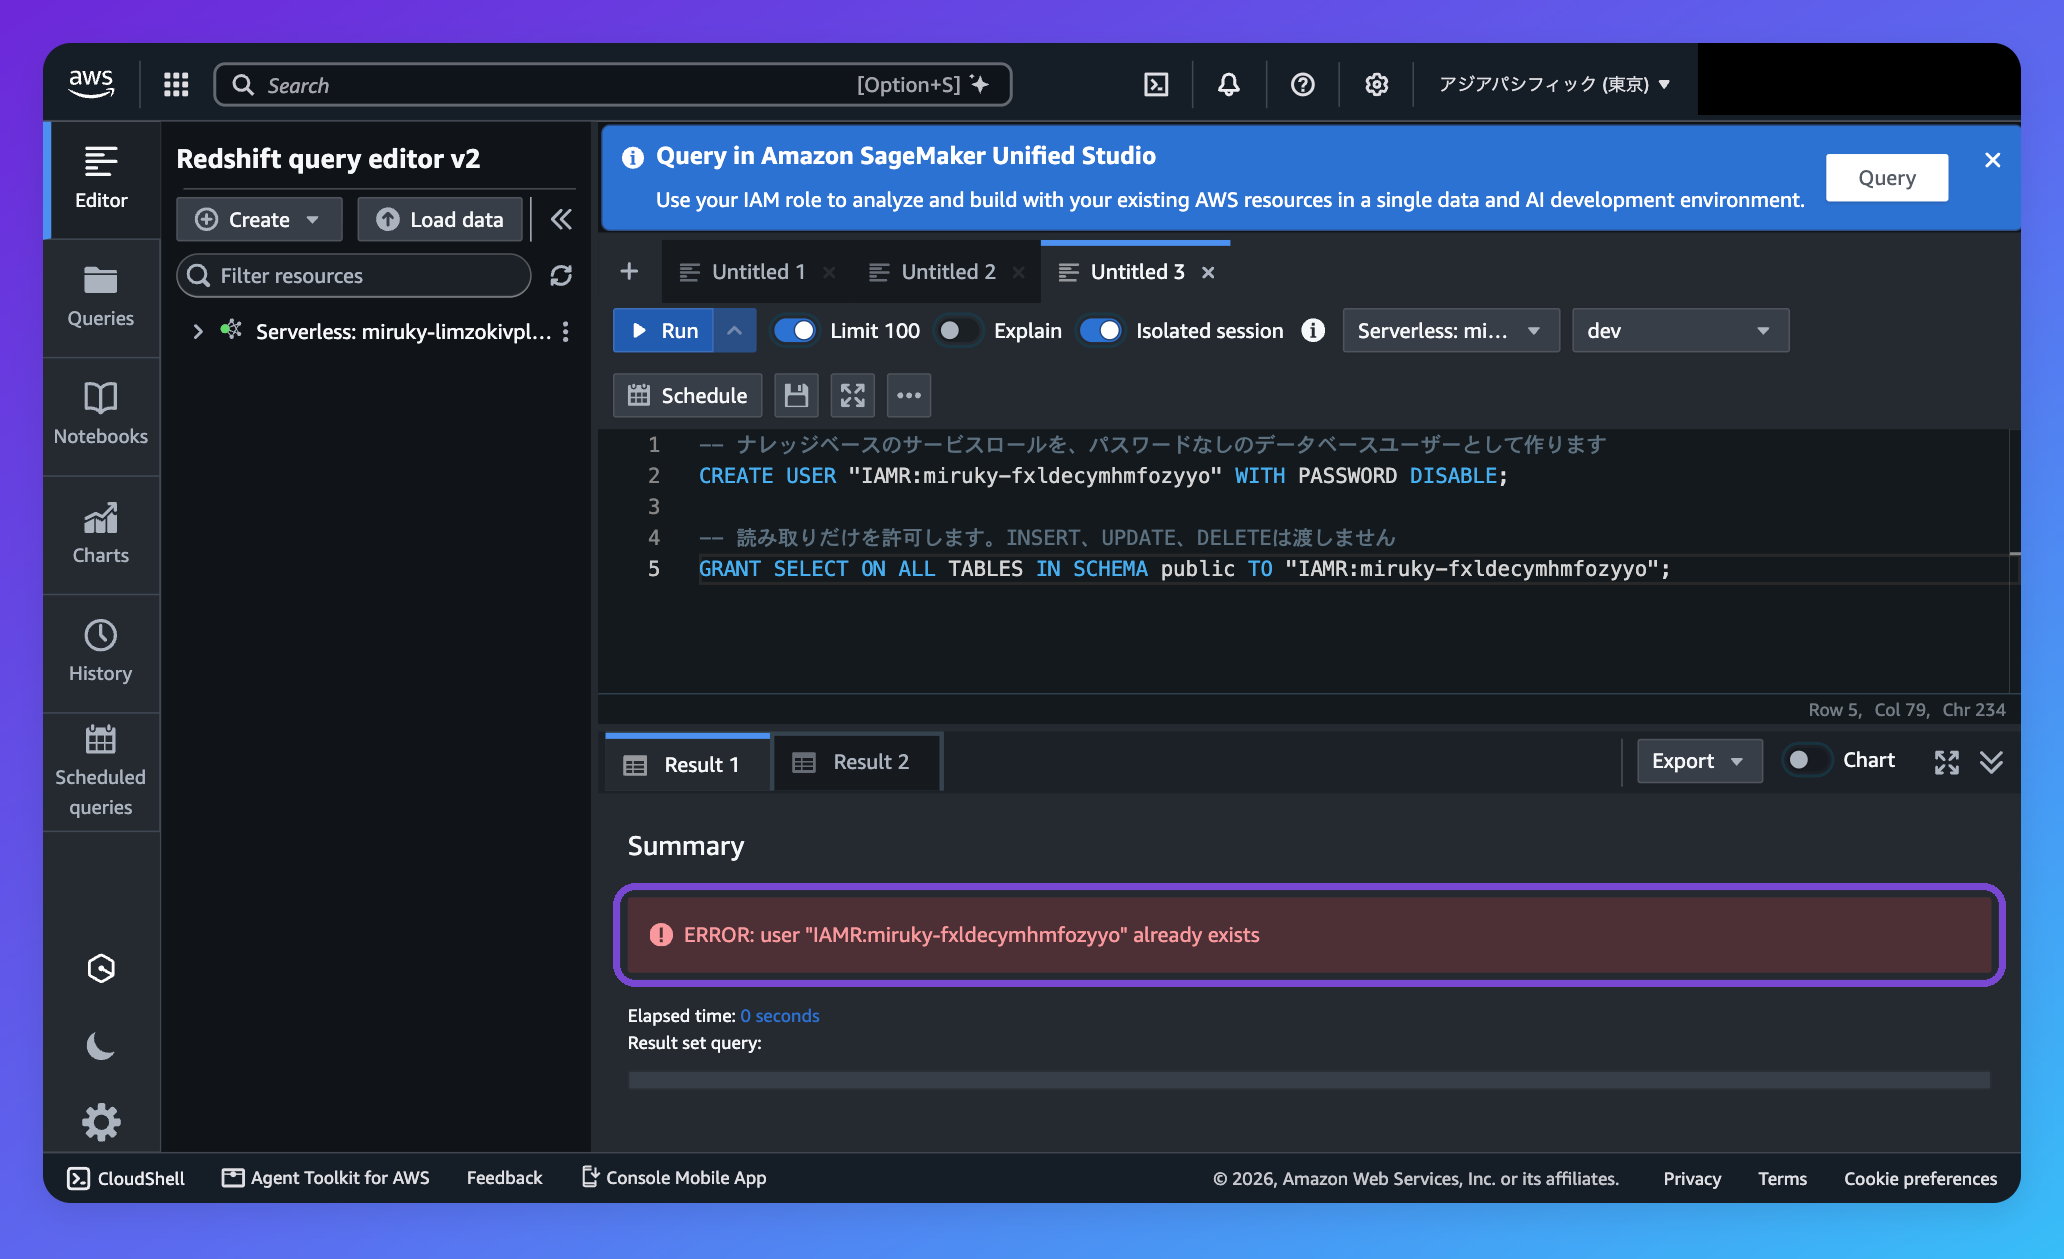 aws
Search [Option+S]
アジアパシフィック (東京) ▼
Editor
Queries
Notebooks
Charts
History
Scheduled
queries
Redshift query editor v2
Create
Load data
Filter resources
Serverless: miruky-limzokivpl...
Query in Amazon SageMaker Unified Studio
Use your IAM role to analyze and build with your existing AWS resources in a single data and AI development environment.
Query
Untitled 1
Untitled 2
Untitled 3
Run
Limit 100
Explain
Isolated session
Serverless: mi...
dev
Schedule
1 -- ナレッジベースのサービスロールを、パスワードなしのデータベースユーザーとして作ります
2 CREATE USER "IAMR:miruky-fxldecymhmfozyyo" WITH PASSWORD DISABLE;
3
4 -- 読み取りだけを許可します。INSERT、UPDATE、DELETEは渡しません
5 GRANT SELECT ON ALL TABLES IN SCHEMA public TO "IAMR:miruky-fxldecymhmfozyyo";
Row 5, Col 79, Chr 234
Result 1
Result 2
Export
Chart
Summary
ERROR: user "IAMR:miruky-fxldecymhmfozyyo" already exists
Elapsed time: 0 seconds
Result set query:
CloudShell
Agent Toolkit for AWS
Feedback
Console Mobile App
© 2026, Amazon Web Services, Inc. or its affiliates.
Privacy
Terms
Cookie preferences